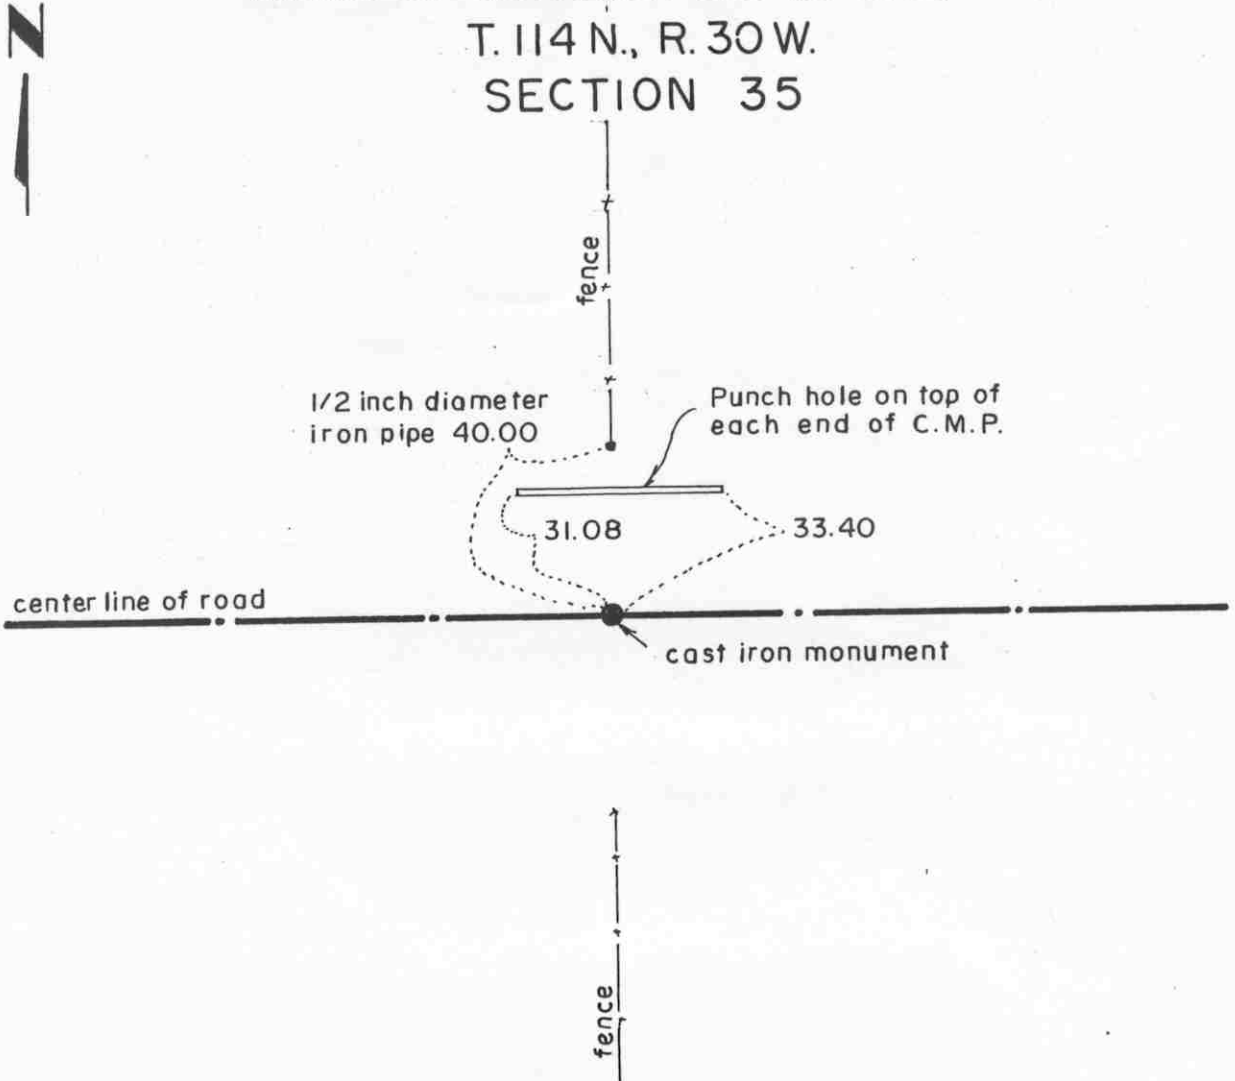 N
T. 114 N., R. 30 W.
SECTION 35
fence
1/2 inch diameter
iron pipe 40.00
Punch hole on top of
each end of C.M.P.
31.08
33.40
center line of road
cast iron monument
fence